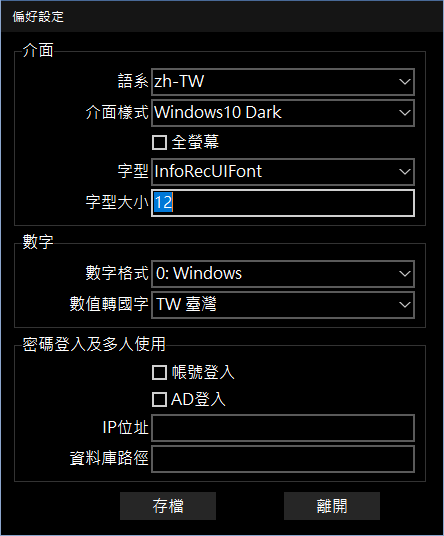 偏好設定
介面
語系 zh-TW
介面樣式 Windows10 Dark
全螢幕
字型 InfoRecUIFont
字型大小 12
數字
數字格式 0: Windows
數值轉國字 TW 臺灣
密碼登入及多人使用
帳號登入
AD登入
IP位址
資料庫路徑
存檔 離開